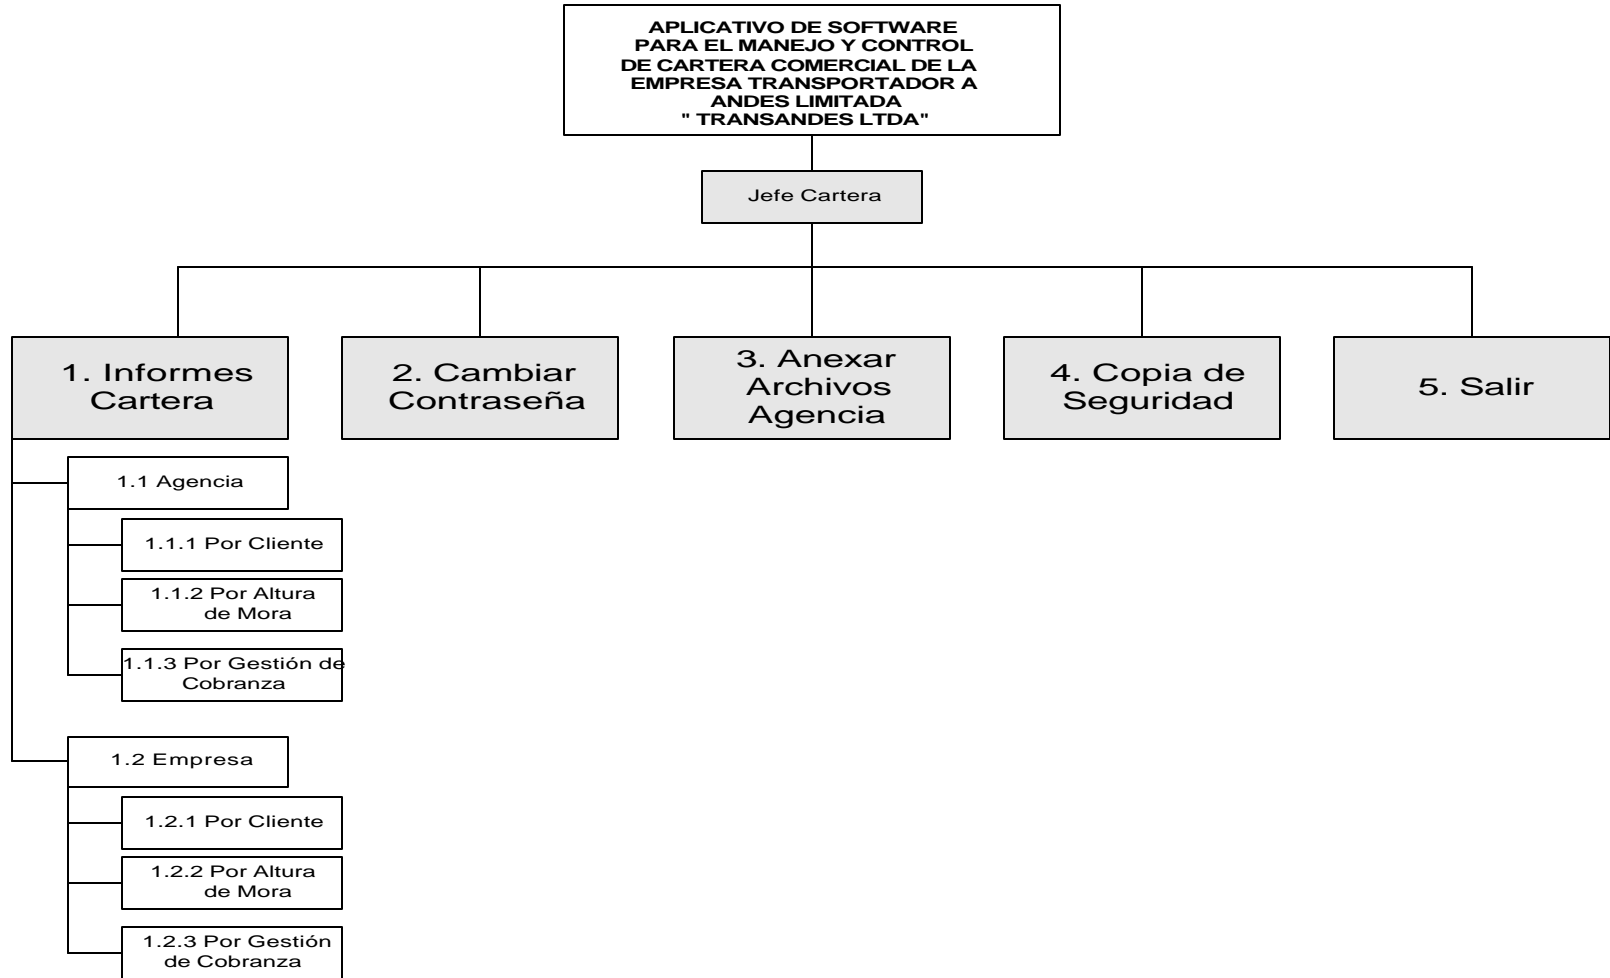 APLICATIVO DE SOFTWARE
PARA EL MANEJO Y CONTROL
DE CARTERA COMERCIAL DE LA
EMPRESA TRANSPORTADOR A
ANDES LIMITADA
" TRANSANDES LTDA"
Jefe Cartera
1. Informes
Cartera
2. Cambiar
Contraseña
3. Anexar
Archivos
Agencia
4. Copia de
Seguridad
5. Salir
1.1 Agencia
1.1.1 Por Cliente
1.1.2 Por Altura
de Mora
1.1.3 Por Gestión de
Cobranza
1.2 Empresa
1.2.1 Por Cliente
1.2.2 Por Altura
de Mora
1.2.3 Por Gestión
de Cobranza